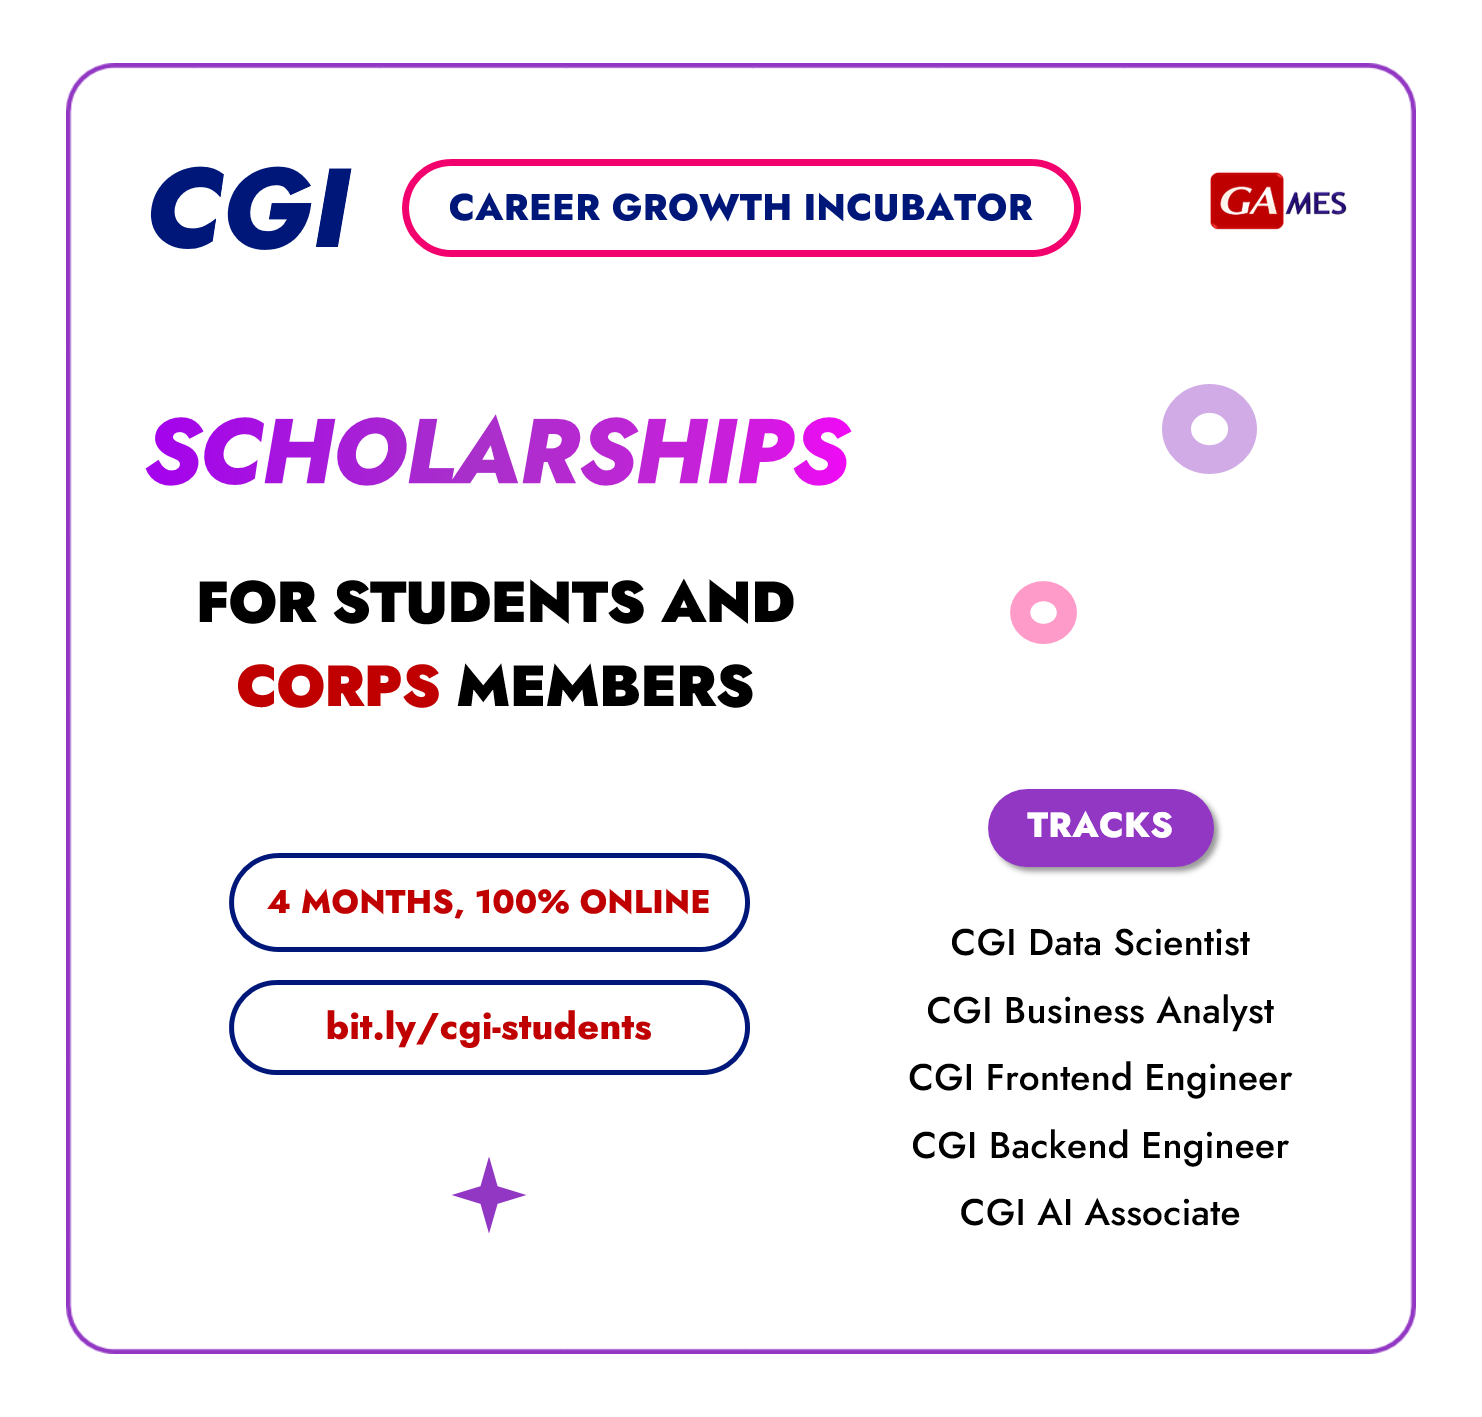 CGI
CAREER GROWTH INCUBATOR
GAMES
SCHOLARSHIPS
FOR STUDENTS AND
CORPS MEMBERS
4 MONTHS, 100% ONLINE
bit.ly/cgi-students
TRACKS
CGI Data Scientist
CGI Business Analyst
CGI Frontend Engineer
CGI Backend Engineer
CGI AI Associate